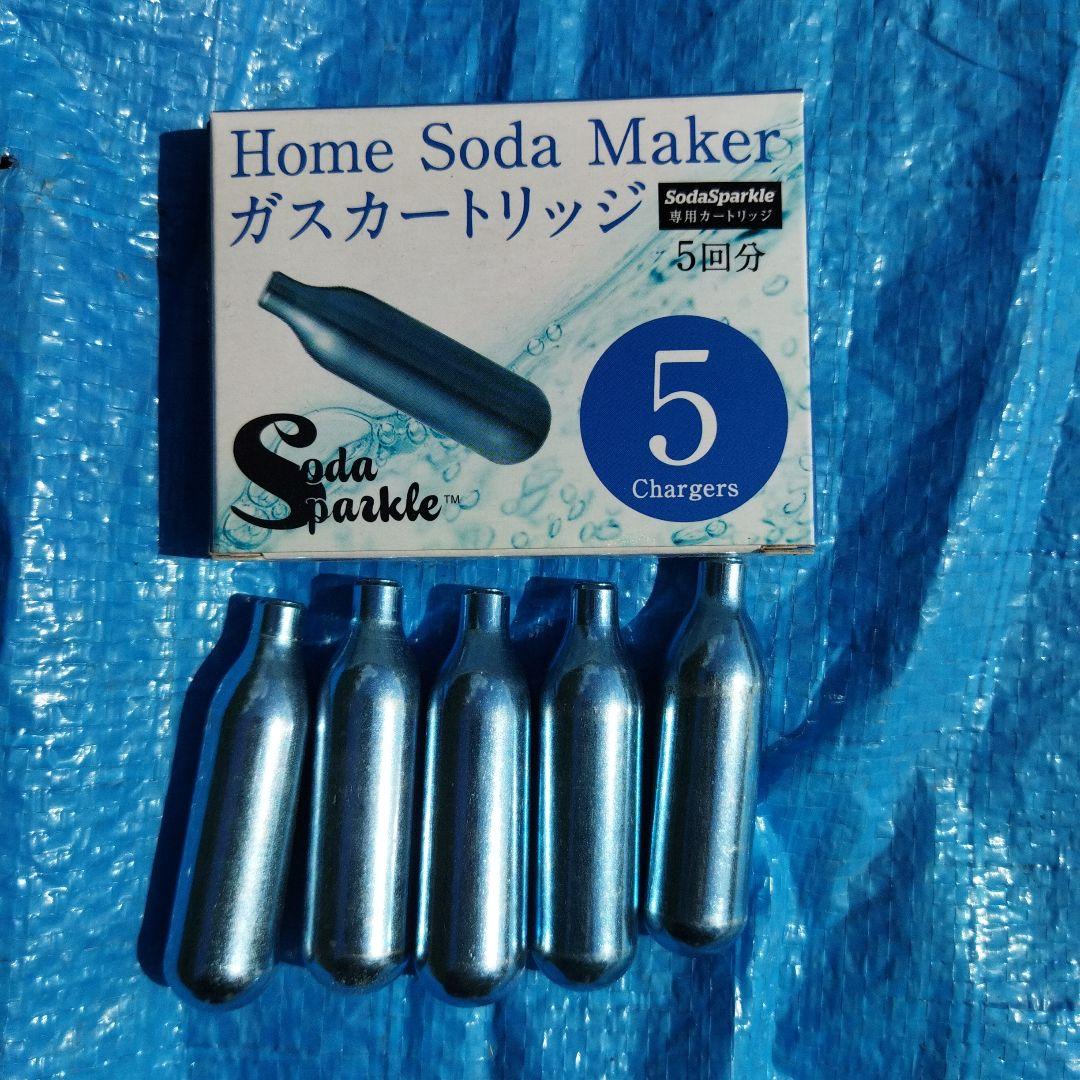 Home Soda Maker
ガスカートリッジ
SodaSparkle
専用カートリッジ
5回分
5
Chargers
Soda
Sparkle™